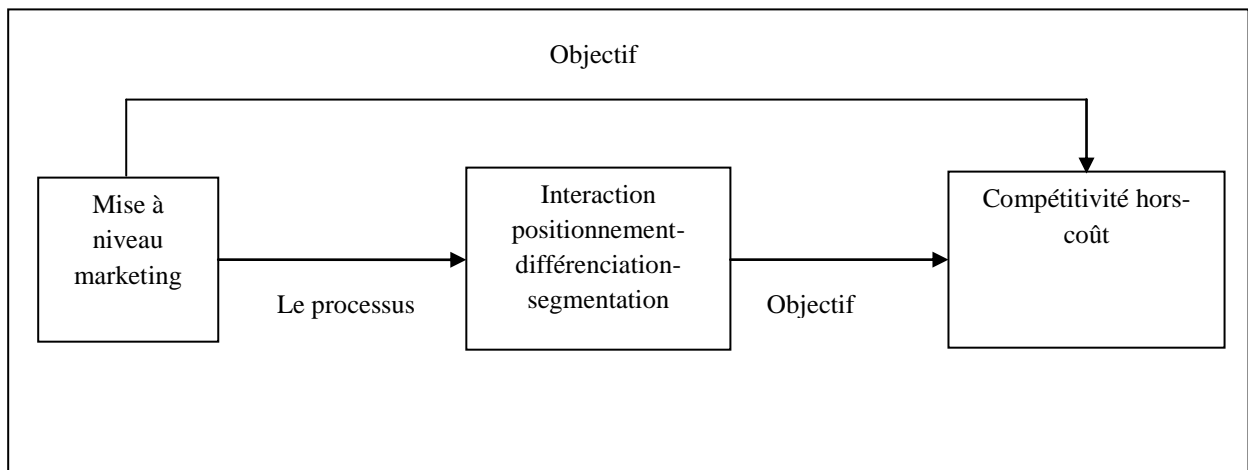 Objectif
Mise à
niveau
marketing
Le processus
Interaction
positionnement-
différenciation-
segmentation
Objectif
Compétitivité hors-
coût